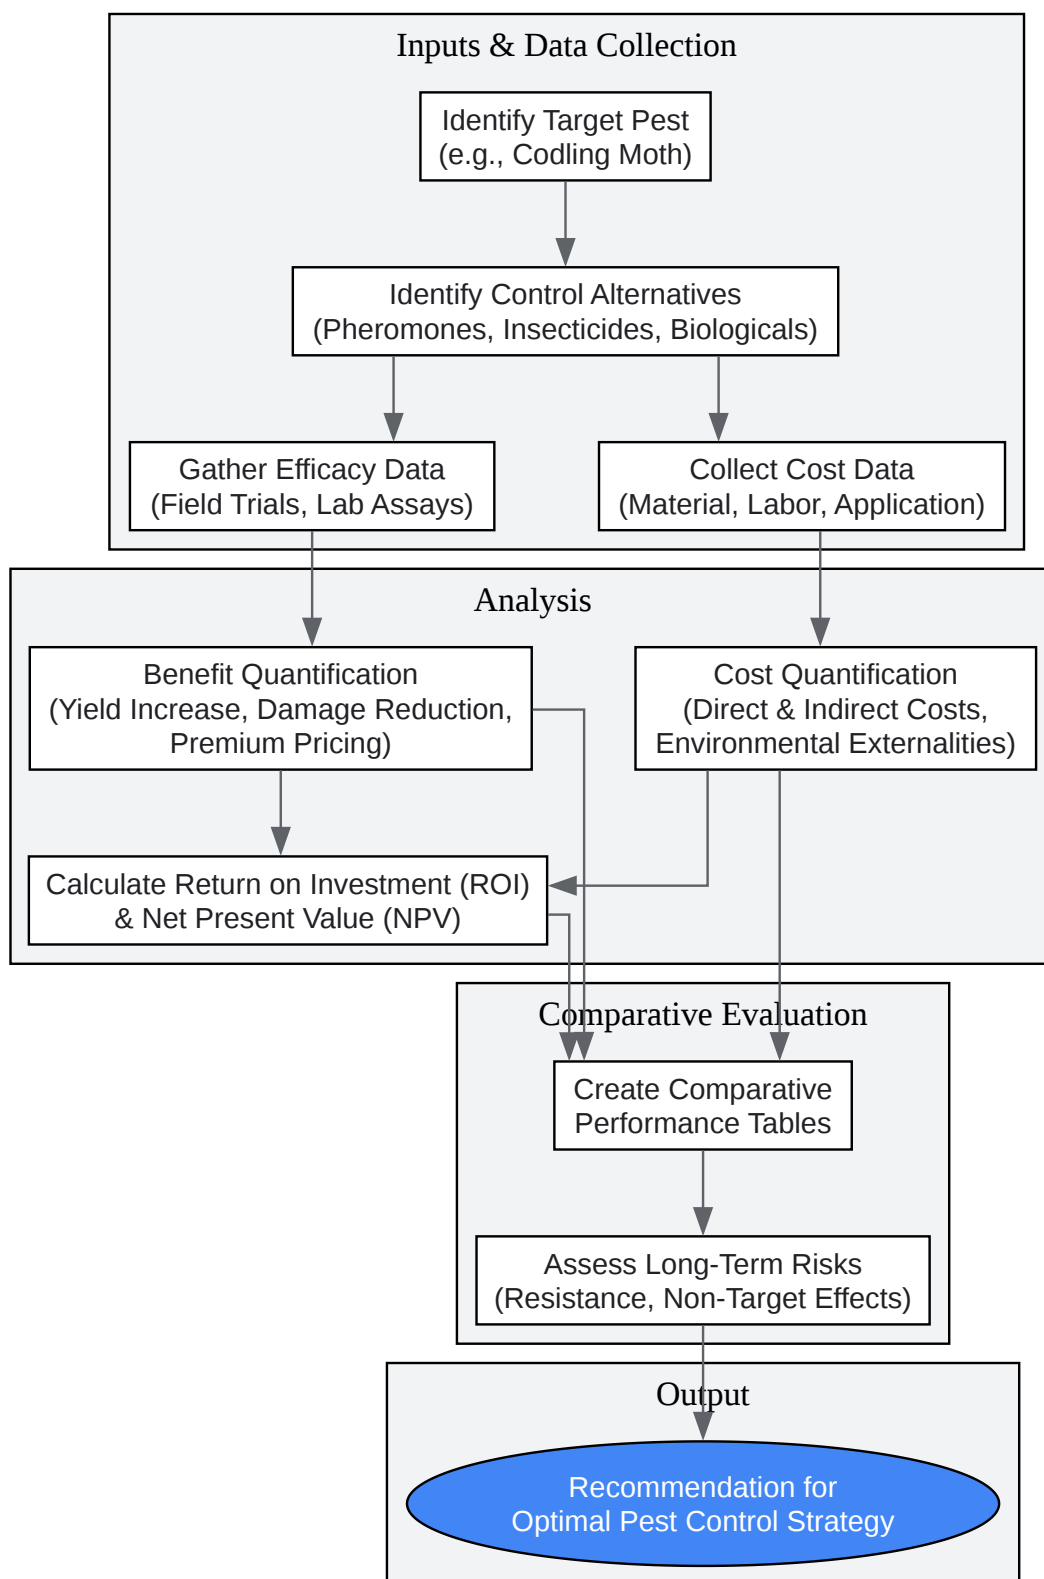 Inputs & Data Collection
Identify Target Pest
(e.g., Codling Moth)
Identify Control Alternatives
(Pheromones, Insecticides, Biologicals)
Gather Efficacy Data
(Field Trials, Lab Assays)
Collect Cost Data
(Material, Labor, Application)
Analysis
Benefit Quantification
(Yield Increase, Damage Reduction,
Premium Pricing)
Cost Quantification
(Direct & Indirect Costs,
Environmental Externalities)
Calculate Return on Investment (ROI)
& Net Present Value (NPV)
Comparative Evaluation
Create Comparative
Performance Tables
Assess Long-Term Risks
(Resistance, Non-Target Effects)
Output
Recommendation for
Optimal Pest Control Strategy